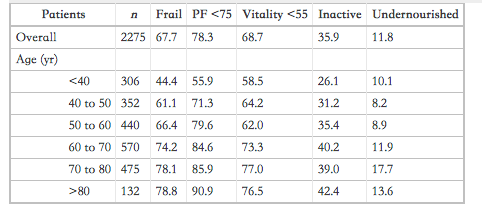 Patients n Frail PF <75 Vitality <55 Inactive Undernourished
Overall 2275 67.7 78.3 68.7 35.9 11.8
Age (yr)
<40 306 44.4 55.9 58.5 26.1 10.1
40 to 50 352 61.1 71.3 64.2 31.2 8.2
50 to 60 440 66.4 79.6 62.0 35.4 8.9
60 to 70 570 74.2 84.6 73.3 40.2 11.9
70 to 80 475 78.1 85.9 77.0 39.0 17.7
>80 132 78.8 90.9 76.5 42.4 13.6